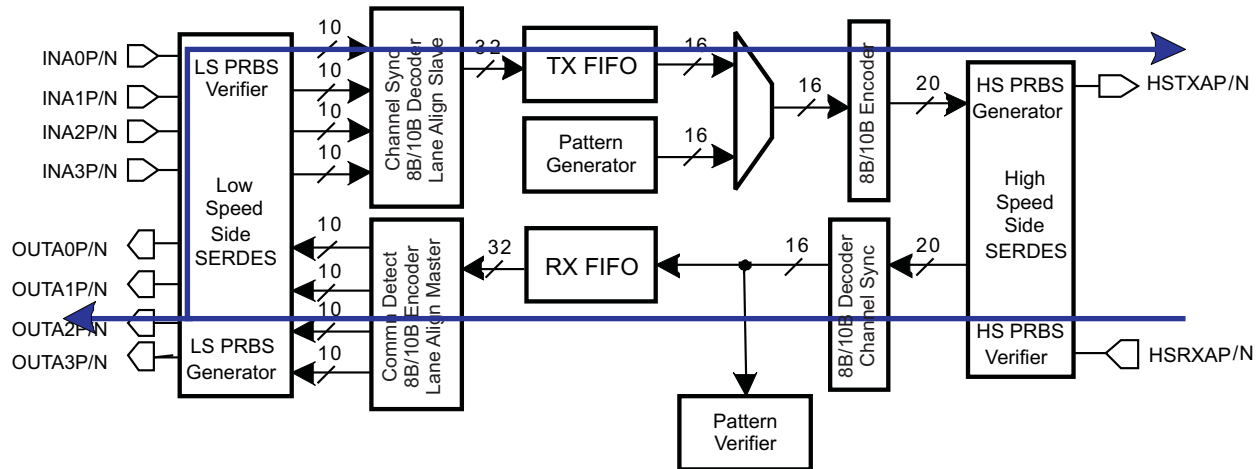 INA0P/N
INA1P/N
INA2P/N
INA3P/N
OUTA0P/N
OUTA1P/N
OUTA2P/N
OUTA3P/N
LS PRBS
Verifier
Low
Speed
Side
SERDES
LS PRBS
Generator
10
10
10
10
10
10
10
10
Channel Sync
8B/10B Decoder
Lane Align Slave
Commn Detect
8B/10B Encoder
Lane Align Master
32
TX FIFO
16
Pattern
Generator
16
16
8B/10B Encoder
20
32
RX FIFO
16
8B/10B Decoder
Channel Sync
20
Pattern
Verifier
HS PRBS
Generator
High
Speed
Side
SERDES
HS PRBS
Verifier
HSTXAP/N
HSRXAP/N